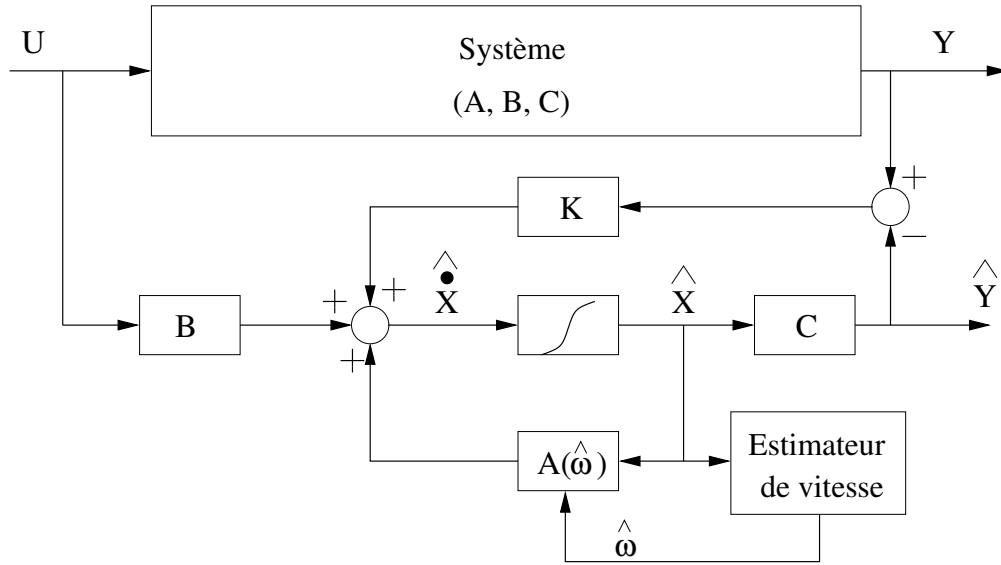 U
Système
(A, B, C)
Y
+
K
−
+
+
X̂̇
X̂
Ŷ
B
C
+
A(ω̂)
Estimateur
de vitesse
ω̂